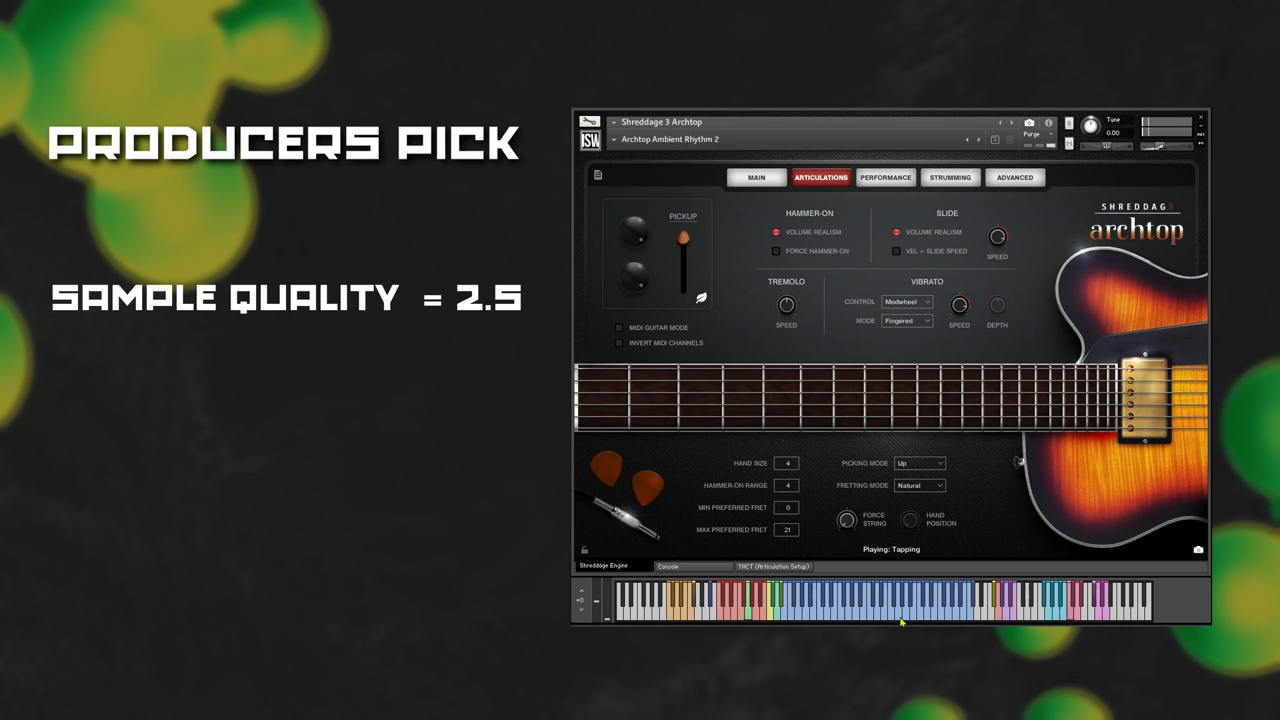 PRODUCERS PICK
SAMPLE QUALITY = 2.5
Shreddage 3 Archtop
Archtop Ambient Rhythm 2
Purge
S
M
Tune
0.00
ISW
MAIN
ARTICULATIONS
PERFORMANCE
STRUMMING
ADVANCED
SHREDDAGE
archtop
PICKUP
HAMMER-ON
VOLUME REALISM
FORCE HAMMER-ON
SLIDE
VOLUME REALISM
VEL > SLIDE SPEED
SPEED
TREMOLO
SPEED
VIBRATO
CONTROL Modwheel
MODE Fingered
SPEED
DEPTH
MIDI GUITAR MODE
INVERT MIDI CHANNELS
HAND SIZE 4
HAMMER-ON RANGE 4
MIN PREFERRED FRET 0
MAX PREFERRED FRET 21
PICKING MODE Up
FRETTING MODE Natural
FORCE STRING
HAND POSITION
Playing: Tapping
Shreddage Engine
Console
TACT (Articulation Setup)
+0